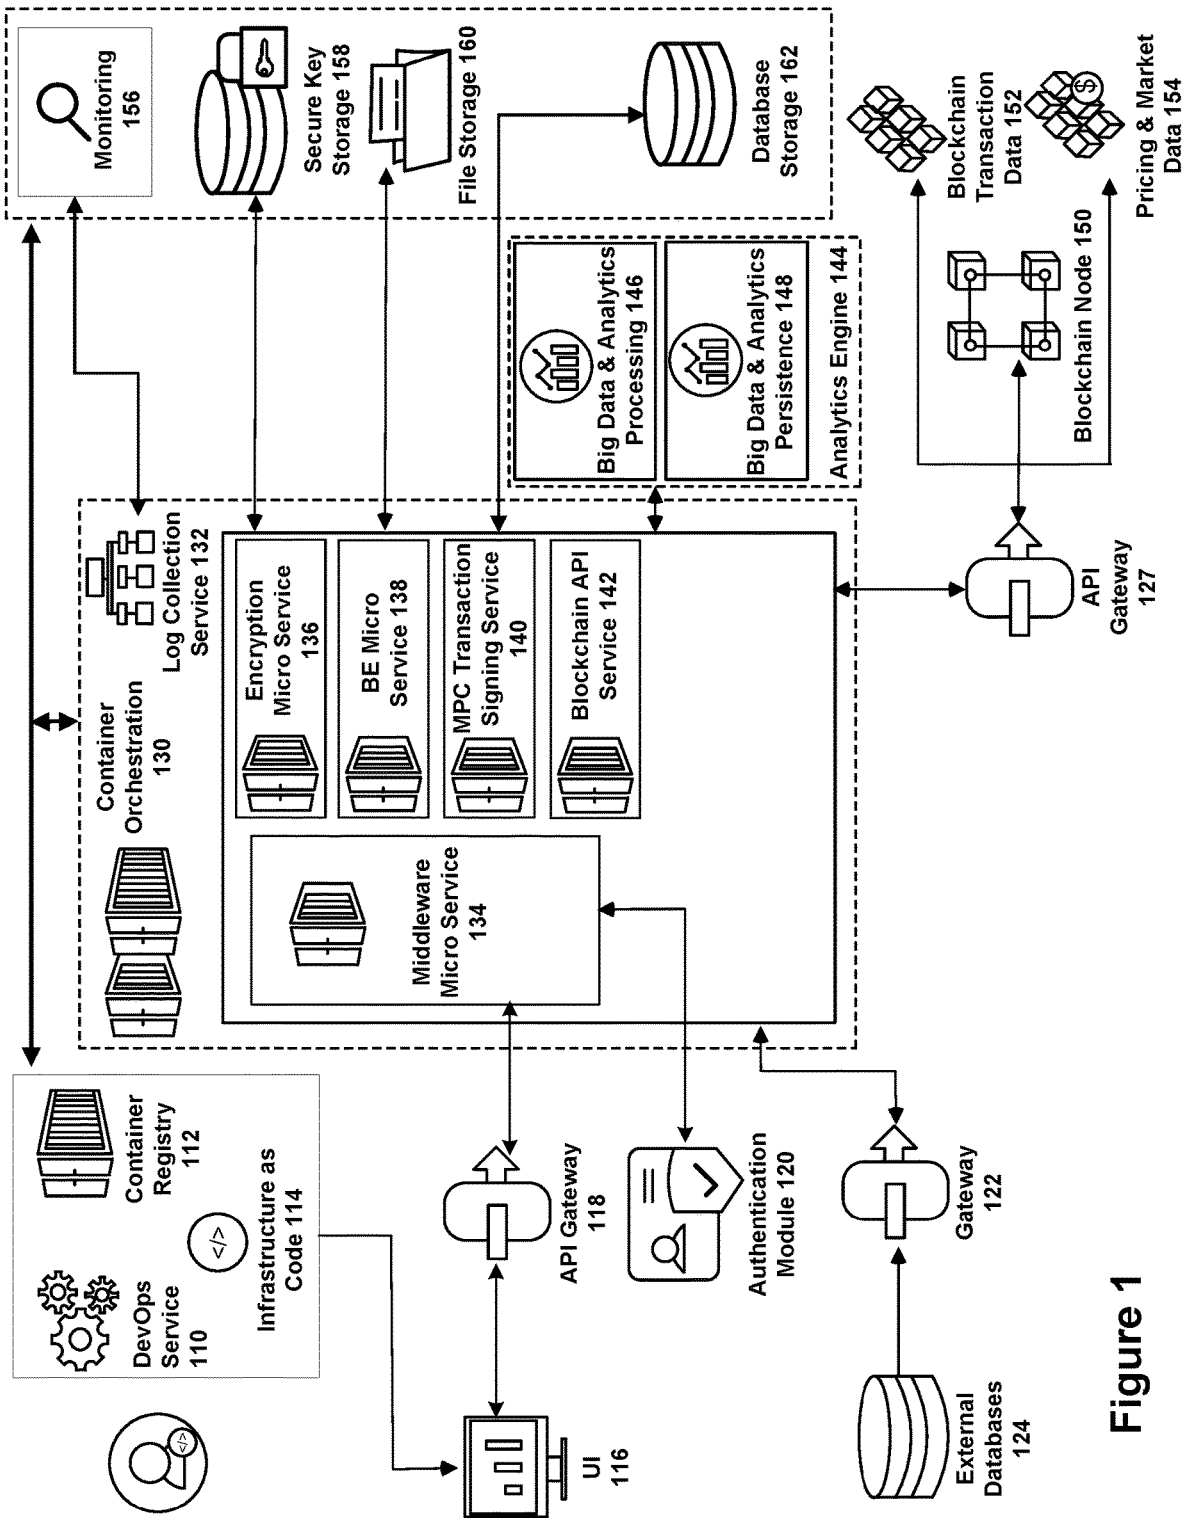 DevOps
Service
110
Container
Registry
112
</>
Infrastructure as
Code 114
</>
UI
116
API Gateway
118
Authentication
Module 120
External
Databases
124
Gateway
122
Container
Orchestration
130
Log Collection
Service 132
Middleware
Micro Service
134
Encryption
Micro Service
136
BE Micro
Service 138
MPC Transaction
Signing Service
140
Blockchain API
Service 142
Monitoring
156
Secure Key
Storage 158
File Storage 160
Database
Storage 162
Big Data & Analytics
Processing 146
Big Data & Analytics
Persistence 148
Analytics Engine 144
API
Gateway
127
Blockchain Node 150
Blockchain
Transaction
Data 152
$
Pricing & Market
Data 154
Figure 1